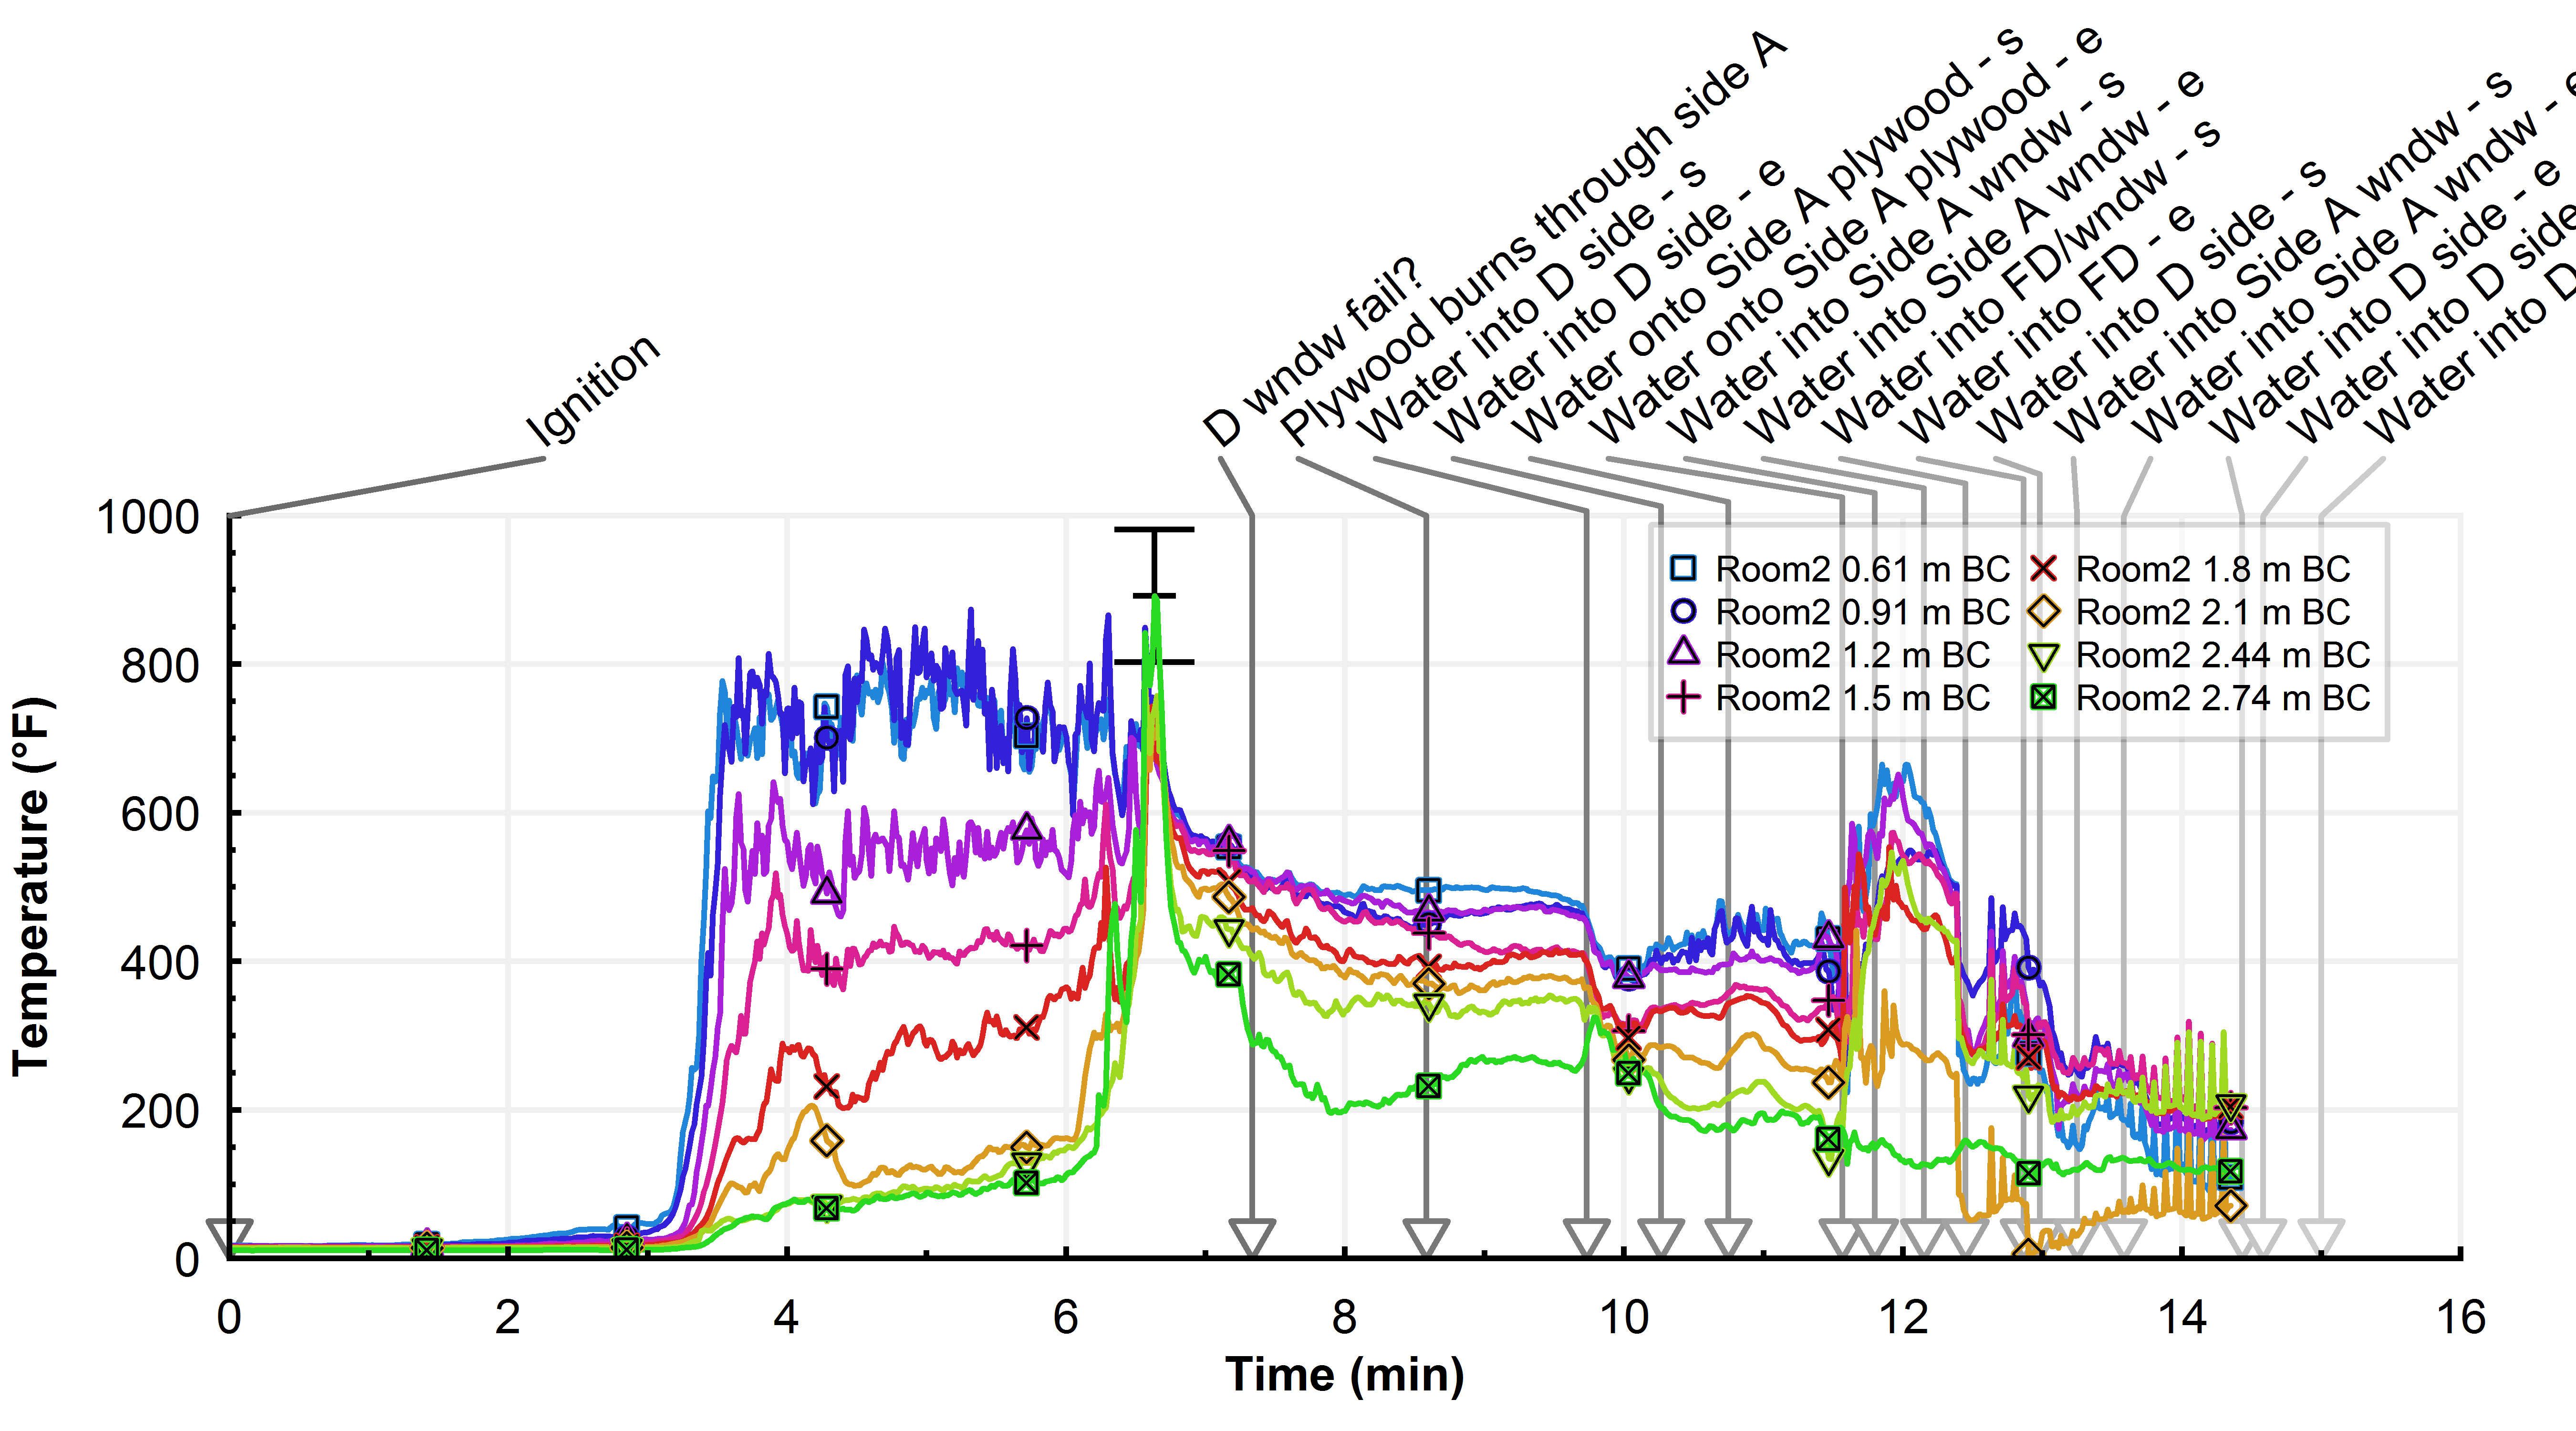 Ignition
D wndw fail?
Plywood burns through side A
Water into D side - s
Water into D side - e
Water onto Side A plywood - s
Water onto Side A plywood - e
Water into Side A wndw - s
Water into Side A wndw - e
Water into FD/wndw - s
Water into FD - e
Water into D side - s
Water into Side A wndw - s
Water into Side A wndw - e
Water into D side - e
Water into D side
Water into D
Temperature (°F)
1000
800
600
400
200
0
Room2 0.61 m BC
Room2 0.91 m BC
Room2 1.2 m BC
Room2 1.5 m BC
Room2 1.8 m BC
Room2 2.1 m BC
Room2 2.44 m BC
Room2 2.74 m BC
0 2 4 6 8 10 12 14 16
Time (min)